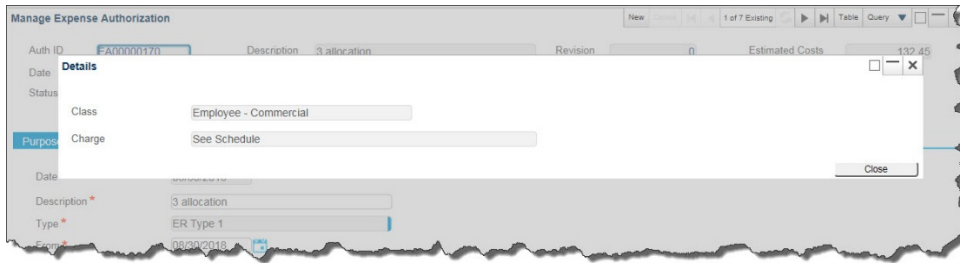 Manage Expense Authorization New 1 of 7 Existing Table Query
Auth ID EA00000170 Description 3 allocation Revision 0 Estimated Costs 132.45
Date
Details
Status
Class Employee - Commercial
Charge See Schedule
Purpos
Close
Date
Description * 3 allocation
Type * ER Type 1
From * 08/30/2018